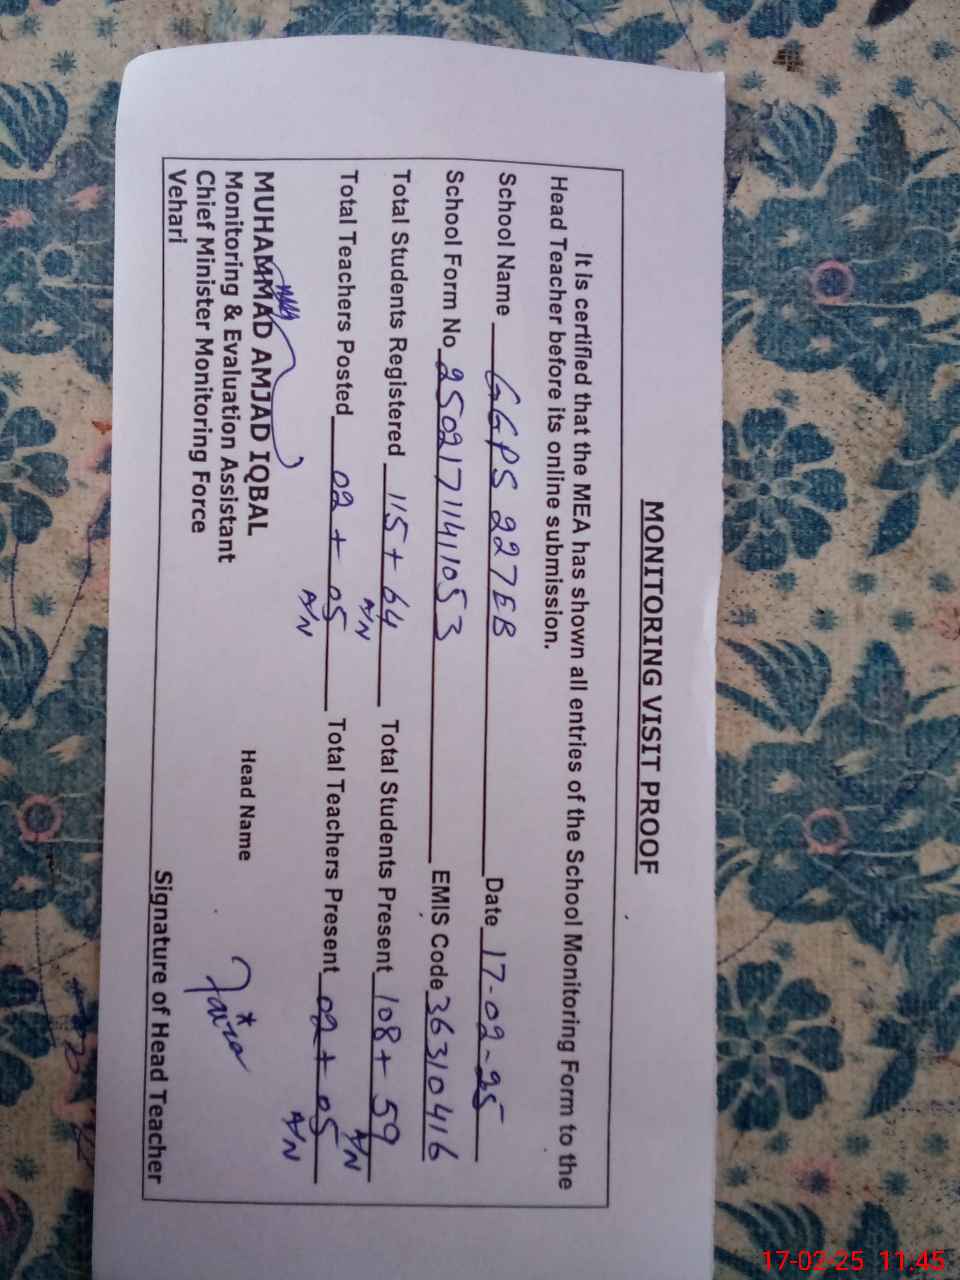 MONITORING VISIT PROOF
It is certified that the MEA has shown all entries of the School Monitoring Form to the
Head Teacher before its online submission.
School Name GGPS 227EB Date 17-02-25
School Form No 250217114111053 EMIS Code 36310416
Total Students Registered 115 + 64 Total Students Present 108 + 59
A/N A/N
Total Teachers Posted 02 + 05 Total Teachers Present 02 + 05
A/N A/N
MUHAMMAD AMJAD IQBAL
Monitoring & Evaluation Assistant Head Name Faiza
Chief Minister Monitoring Force
Vehari Signature of Head Teacher
17-02-25 11:45